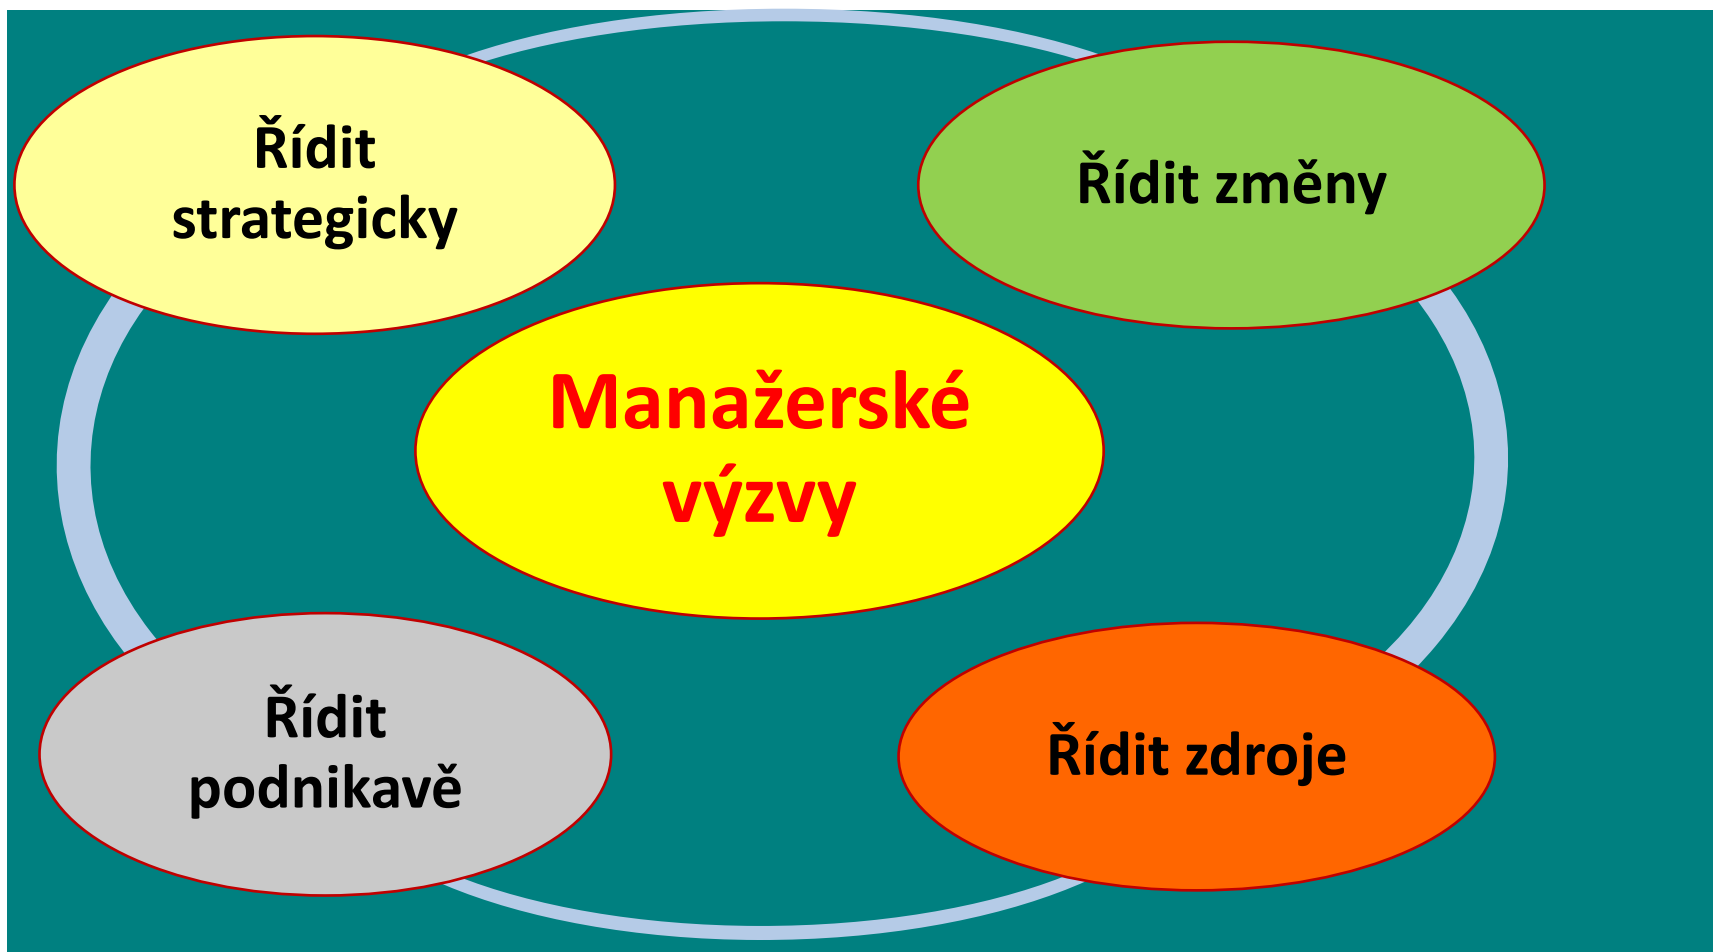 Řídit
strategicky
Řídit změny
Manažerské
výzvy
Řídit
podnikavě
Řídit zdroje